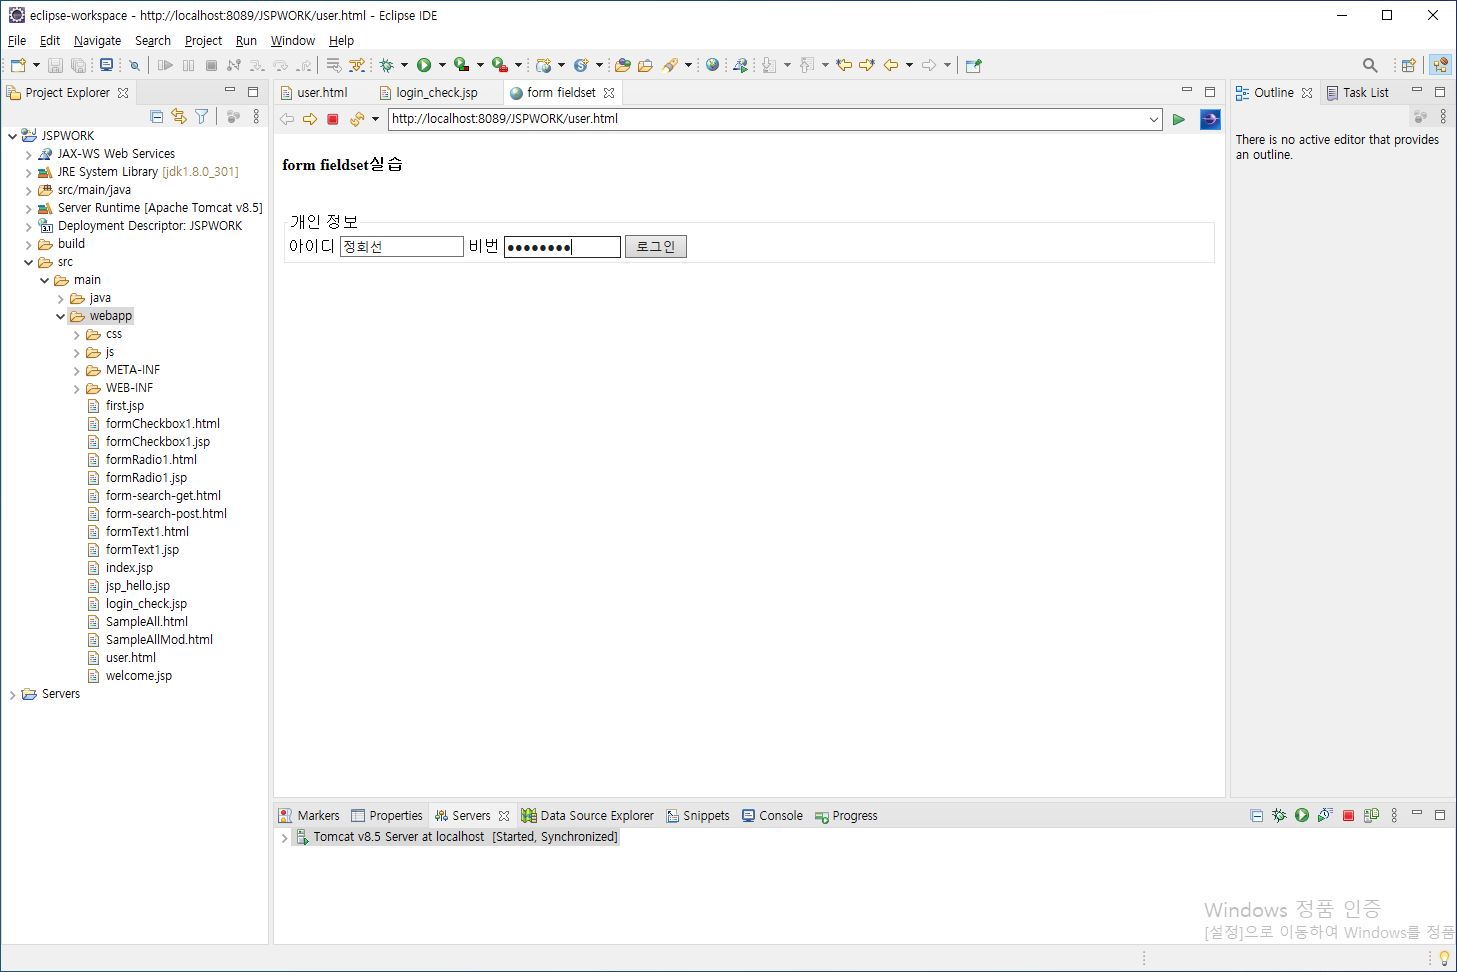 eclipse-workspace - http://localhost:8089/JSPWORK/user.html - Eclipse IDE
File Edit Navigate Search Project Run Window Help
Project Explorer
JSPWORK
JAX-WS Web Services
JRE System Library [jdk1.8.0_301]
src/main/java
Server Runtime [Apache Tomcat v8.5]
Deployment Descriptor: JSPWORK
build
src
main
java
webapp
css
js
META-INF
WEB-INF
first.jsp
formCheckbox1.html
formCheckbox1.jsp
formRadio1.html
formRadio1.jsp
form-search-get.html
form-search-post.html
formText1.html
formText1.jsp
index.jsp
jsp_hello.jsp
login_check.jsp
SampleAll.html
SampleAllMod.html
user.html
welcome.jsp
Servers
user.html login_check.jsp form fieldset
http://localhost:8089/JSPWORK/user.html
form fieldset실습
개인 정보
아이디 정회선 비번 ●●●●●●●● 로그인
Outline Task List
There is no active editor that provides
an outline.
Markers Properties Servers Data Source Explorer Snippets Console Progress
Tomcat v8.5 Server at localhost [Started, Synchronized]
Windows 정품 인증
[설정]으로 이동하여 Windows를 정품